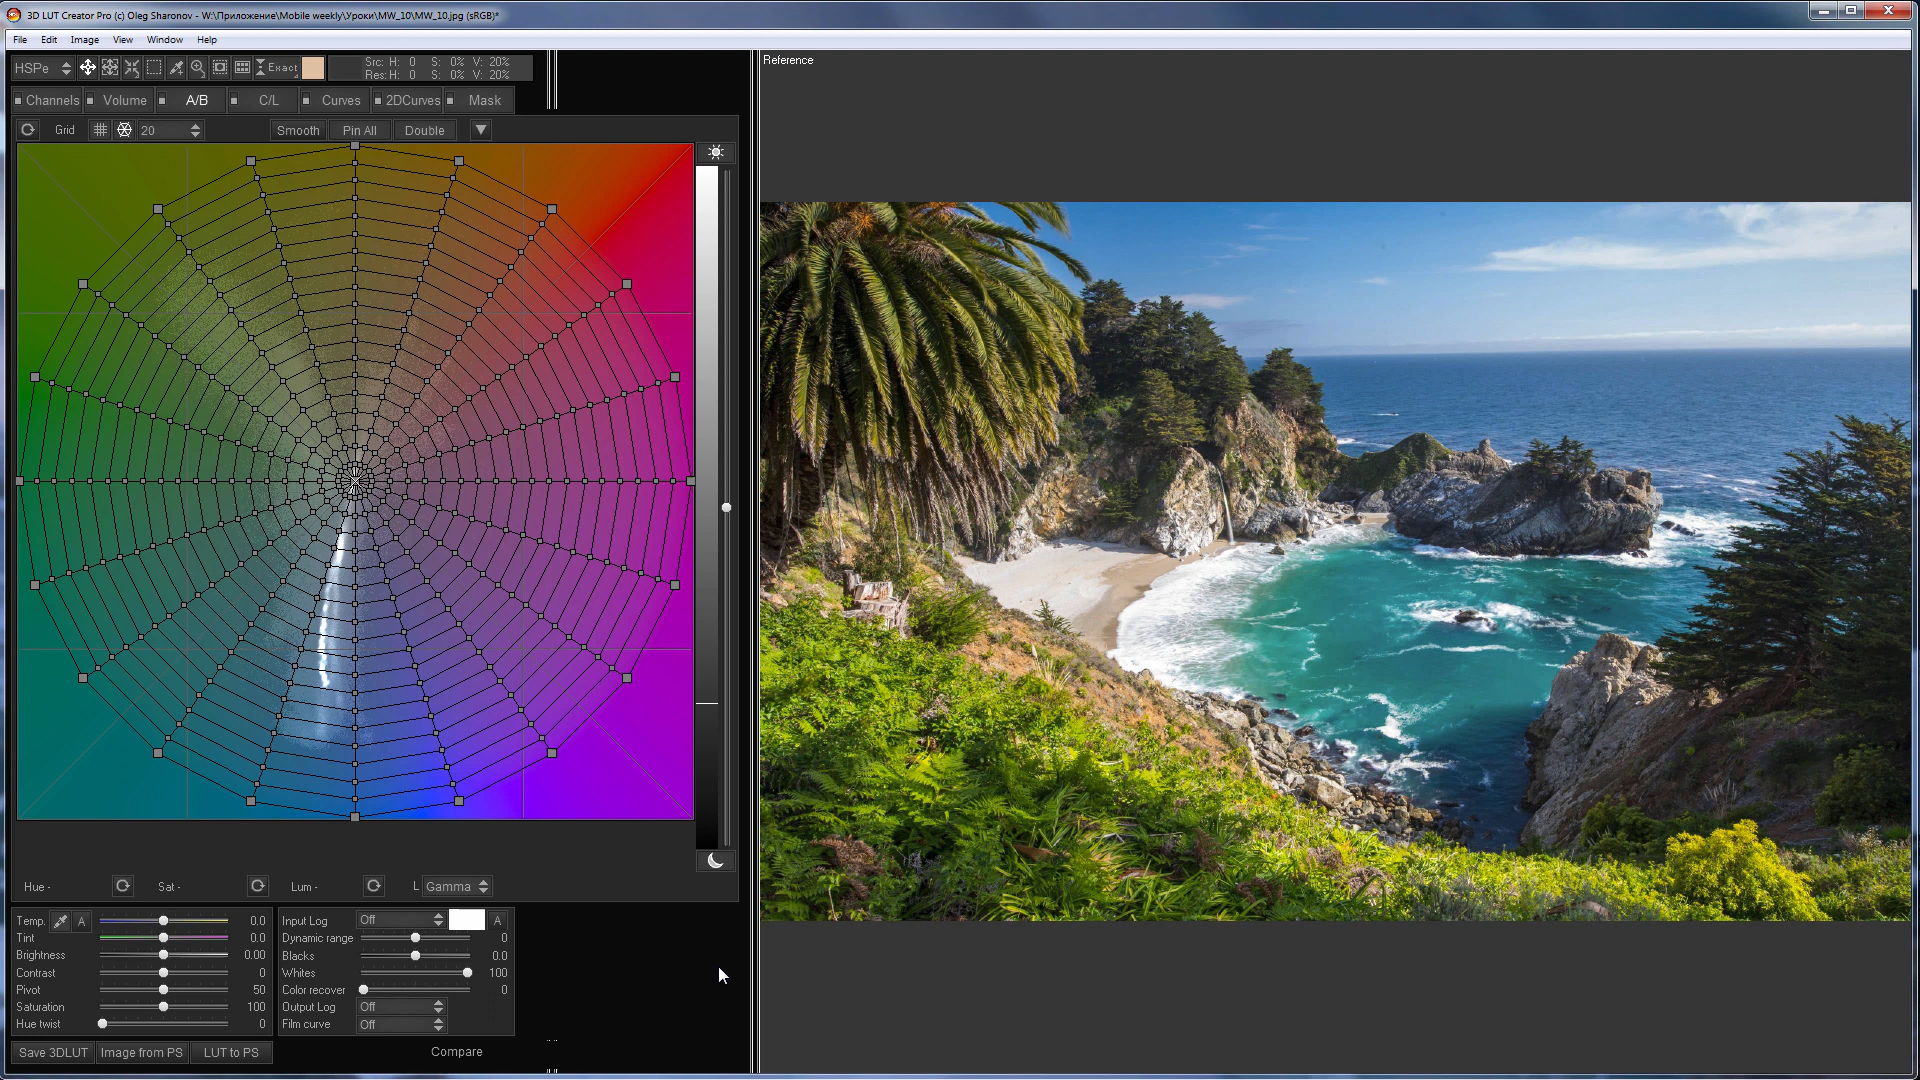 3D LUT Creator Pro (c) Oleg Sharonov - W:\Приложение\Mobile weekly\Уроки\MW_10\MW_10.jpg (sRGB)*
File Edit Image View Window Help
HSPe Exact Src: H: 0 S: 0% V: 20%
Res: H: 0 S: 0% V: 20%
Channels Volume A/B C/L Curves 2DCurves Mask
Grid 20 Smooth Pin All Double
Hue - Sat - Lum - L Gamma
Temp. A 0.0
Tint 0.0
Brightness 0.00
Contrast 0
Pivot 50
Saturation 100
Hue twist 0
Input Log Off A
Dynamic range 0
Blacks 0.0
Whites 100
Color recover 0
Output Log Off
Film curve Off
Save 3DLUT Image from PS LUT to PS Compare
Reference